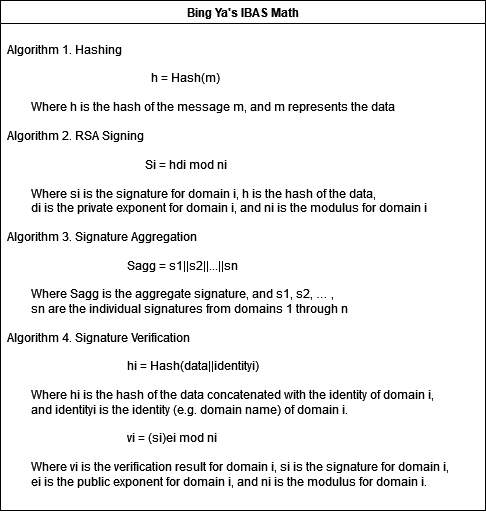 Bing Ya's IBAS Math
Algorithm 1. Hashing
h = Hash(m)
Where h is the hash of the message m, and m represents the data
Algorithm 2. RSA Signing
Si = hdi mod ni
Where si is the signature for domain i, h is the hash of the data,
di is the private exponent for domain i, and ni is the modulus for domain i
Algorithm 3. Signature Aggregation
Sagg = s1||s2||...||sn
Where Sagg is the aggregate signature, and s1, s2, ... ,
sn are the individual signatures from domains 1 through n
Algorithm 4. Signature Verification
hi = Hash(data||identityi)
Where hi is the hash of the data concatenated with the identity of domain i,
and identityi is the identity (e.g. domain name) of domain i.
vi = (si)ei mod ni
Where vi is the verification result for domain i, si is the signature for domain i,
ei is the public exponent for domain i, and ni is the modulus for domain i.